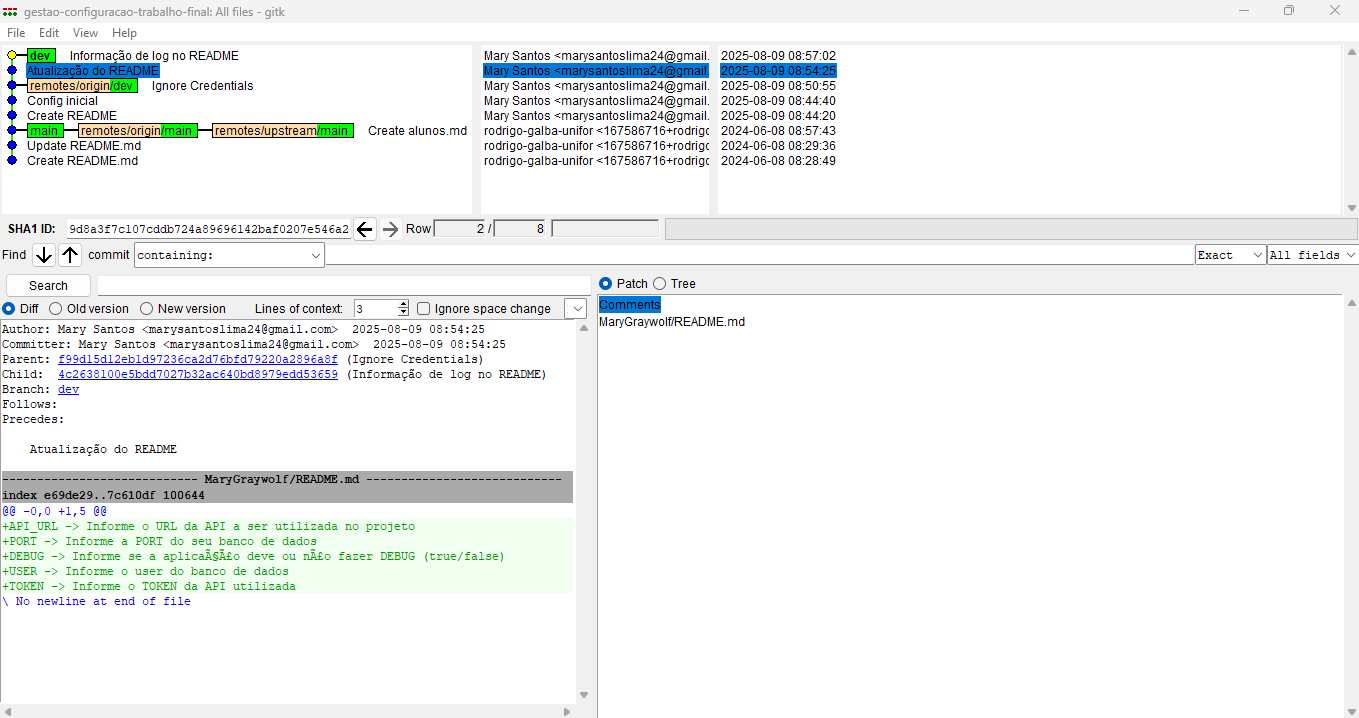 gestao-configuracao-trabalho-final: All files - gitk
File Edit View Help
dev Informação de log no README Mary Santos <marysantoslima24@gmail. 2025-08-09 08:57:02
Atualização do README Mary Santos <marysantoslima24@gmail. 2025-08-09 08:54:25
remotes/origin/dev Ignore Credentials Mary Santos <marysantoslima24@gmail. 2025-08-09 08:50:55
Config inicial Mary Santos <marysantoslima24@gmail. 2025-08-09 08:44:40
Create README Mary Santos <marysantoslima24@gmail. 2025-08-09 08:44:20
main remotes/origin/main remotes/upstream/main Create alunos.md rodrigo-galba-unifor <167586716+rodrigo 2024-06-08 08:57:43
Update README.md rodrigo-galba-unifor <167586716+rodrigo 2024-06-08 08:29:36
Create README.md rodrigo-galba-unifor <167586716+rodrigo 2024-06-08 08:28:49
SHA1 ID: 9d8a3f7c107cddb724a89696142baf0207e546a2 Row 2 / 8
Find commit containing: Exact All fields
Search
Patch Tree
Diff Old version New version Lines of context: 3 Ignore space change
Comments
MaryGraywolf/README.md
Author: Mary Santos <marysantoslima24@gmail.com> 2025-08-09 08:54:25
Committer: Mary Santos <marysantoslima24@gmail.com> 2025-08-09 08:54:25
Parent: f99d15d12eb1d97236ca2d76bfd79220a2896a8f (Ignore Credentials)
Child: 4c2638100e5bdd7027b32ac640bd8979edd53659 (Informação de log no README)
Branch: dev
Follows:
Precedes:
Atualização do README
---------------------------- MaryGraywolf/README.md ----------------------------
index e69de29..7c610df 100644
@@ -0,0 +1,5 @@
+API_URL -> Informe o URL da API a ser utilizada no projeto
+PORT -> Informe a PORT do seu banco de dados
+DEBUG -> Informe se a aplicaÃ§Ã£o deve ou nÃ£o fazer DEBUG (true/false)
+USER -> Informe o user do banco de dados
+TOKEN -> Informe o TOKEN da API utilizada
\ No newline at end of file